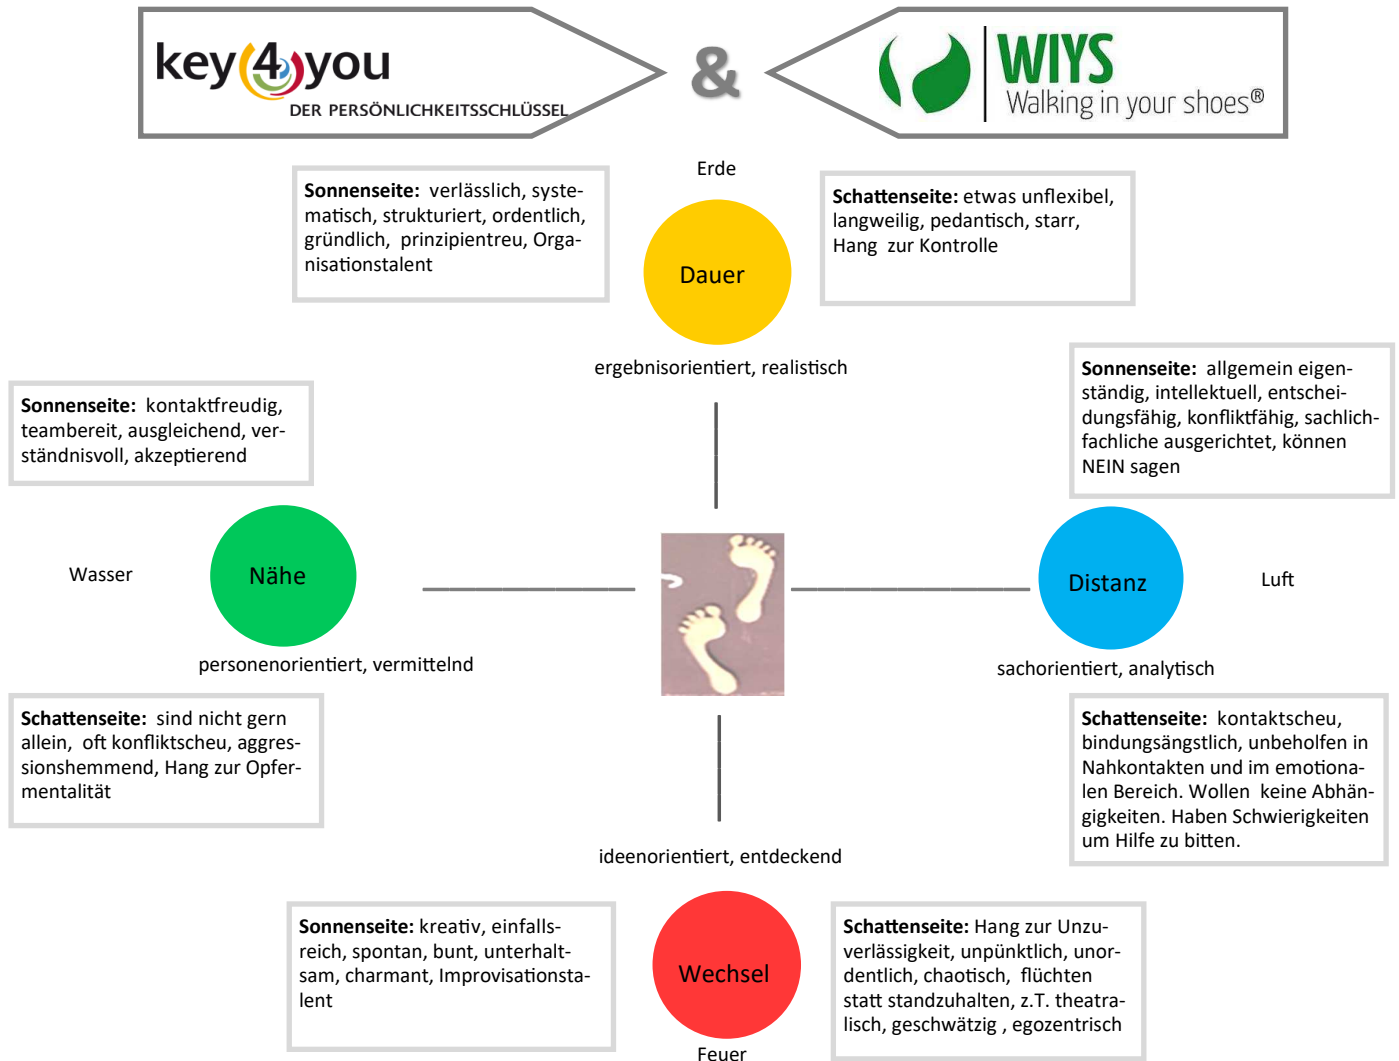 key 4 you
DER PERSÖNLICHKEITSSCHLÜSSEL
&
WIYS
Walking in your shoes®
Erde
Sonnenseite: verlässlich, syste-
matisch, strukturiert, ordentlich,
gründlich, prinzipientreu, Orga-
nisationstalent
Dauer
Schattenseite: etwas unflexibel,
langweilig, pedantisch, starr,
Hang zur Kontrolle
ergebnisorientiert, realistisch
Sonnenseite: kontaktfreudig,
teambereit, ausgleichend, ver-
ständnisvoll, akzeptierend
Sonnenseite: allgemein eigen-
ständig, intellektuell, entschei-
dungsfähig, konfliktfähig, sachlich-
fachliche ausgerichtet, können
NEIN sagen
Wasser
Nähe
Distanz
Luft
personenorientiert, vermittelnd
sachorientiert, analytisch
Schattenseite: sind nicht gern
allein, oft konfliktscheu, aggres-
sionshemmend, Hang zur Opfer-
mentalität
Schattenseite: kontaktscheu,
bindungsängstlich, unbeholfen in
Nahkontakten und im emotiona-
len Bereich. Wollen keine Abhän-
gigkeiten. Haben Schwierigkeiten
um Hilfe zu bitten.
ideenorientiert, entdeckend
Sonnenseite: kreativ, einfalls-
reich, spontan, bunt, unterhalt-
sam, charmant, Improvisationsta-
lent
Wechsel
Schattenseite: Hang zur Unzu-
verlässigkeit, unpünktlich, unor-
dentlich, chaotisch, flüchten
statt standzuhalten, z.T. theatra-
lisch, geschwätzig , egozentrisch
Feuer